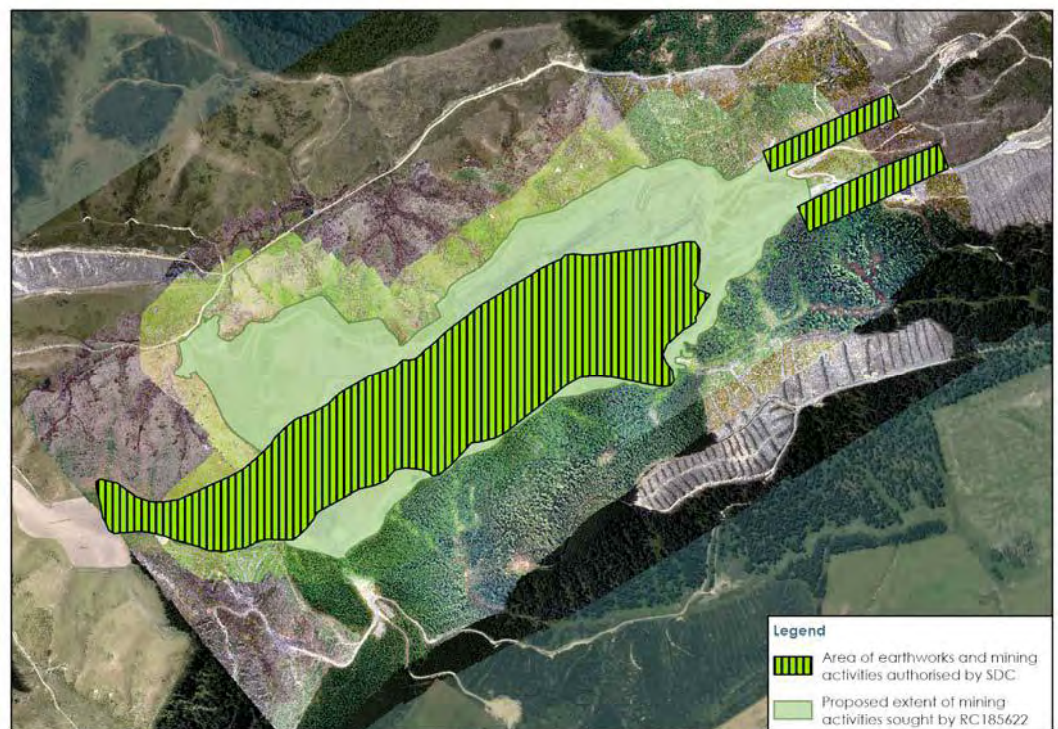 Legend
Area of earthworks and mining
activities authorised by SDC
Proposed extent of mining
activities sought by RC185622